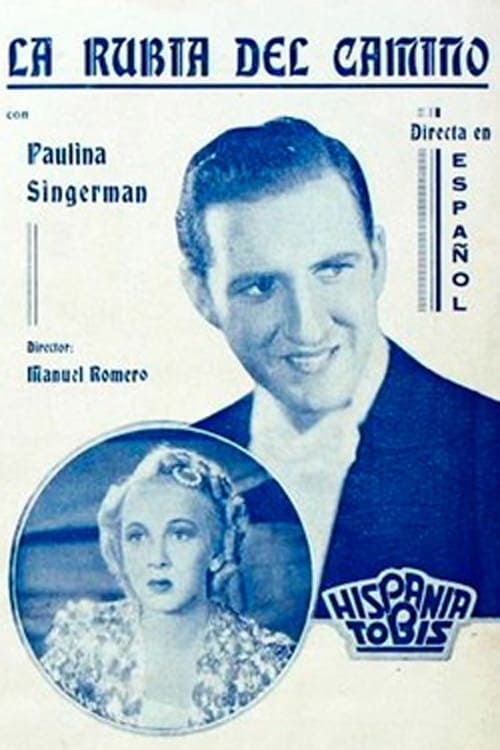 LA RUBIA DEL CAMINO
con
Paulina
Singerman
Director:
Manuel Romero
Directa en
ESPAÑOL
HISPANIA
TOBIS